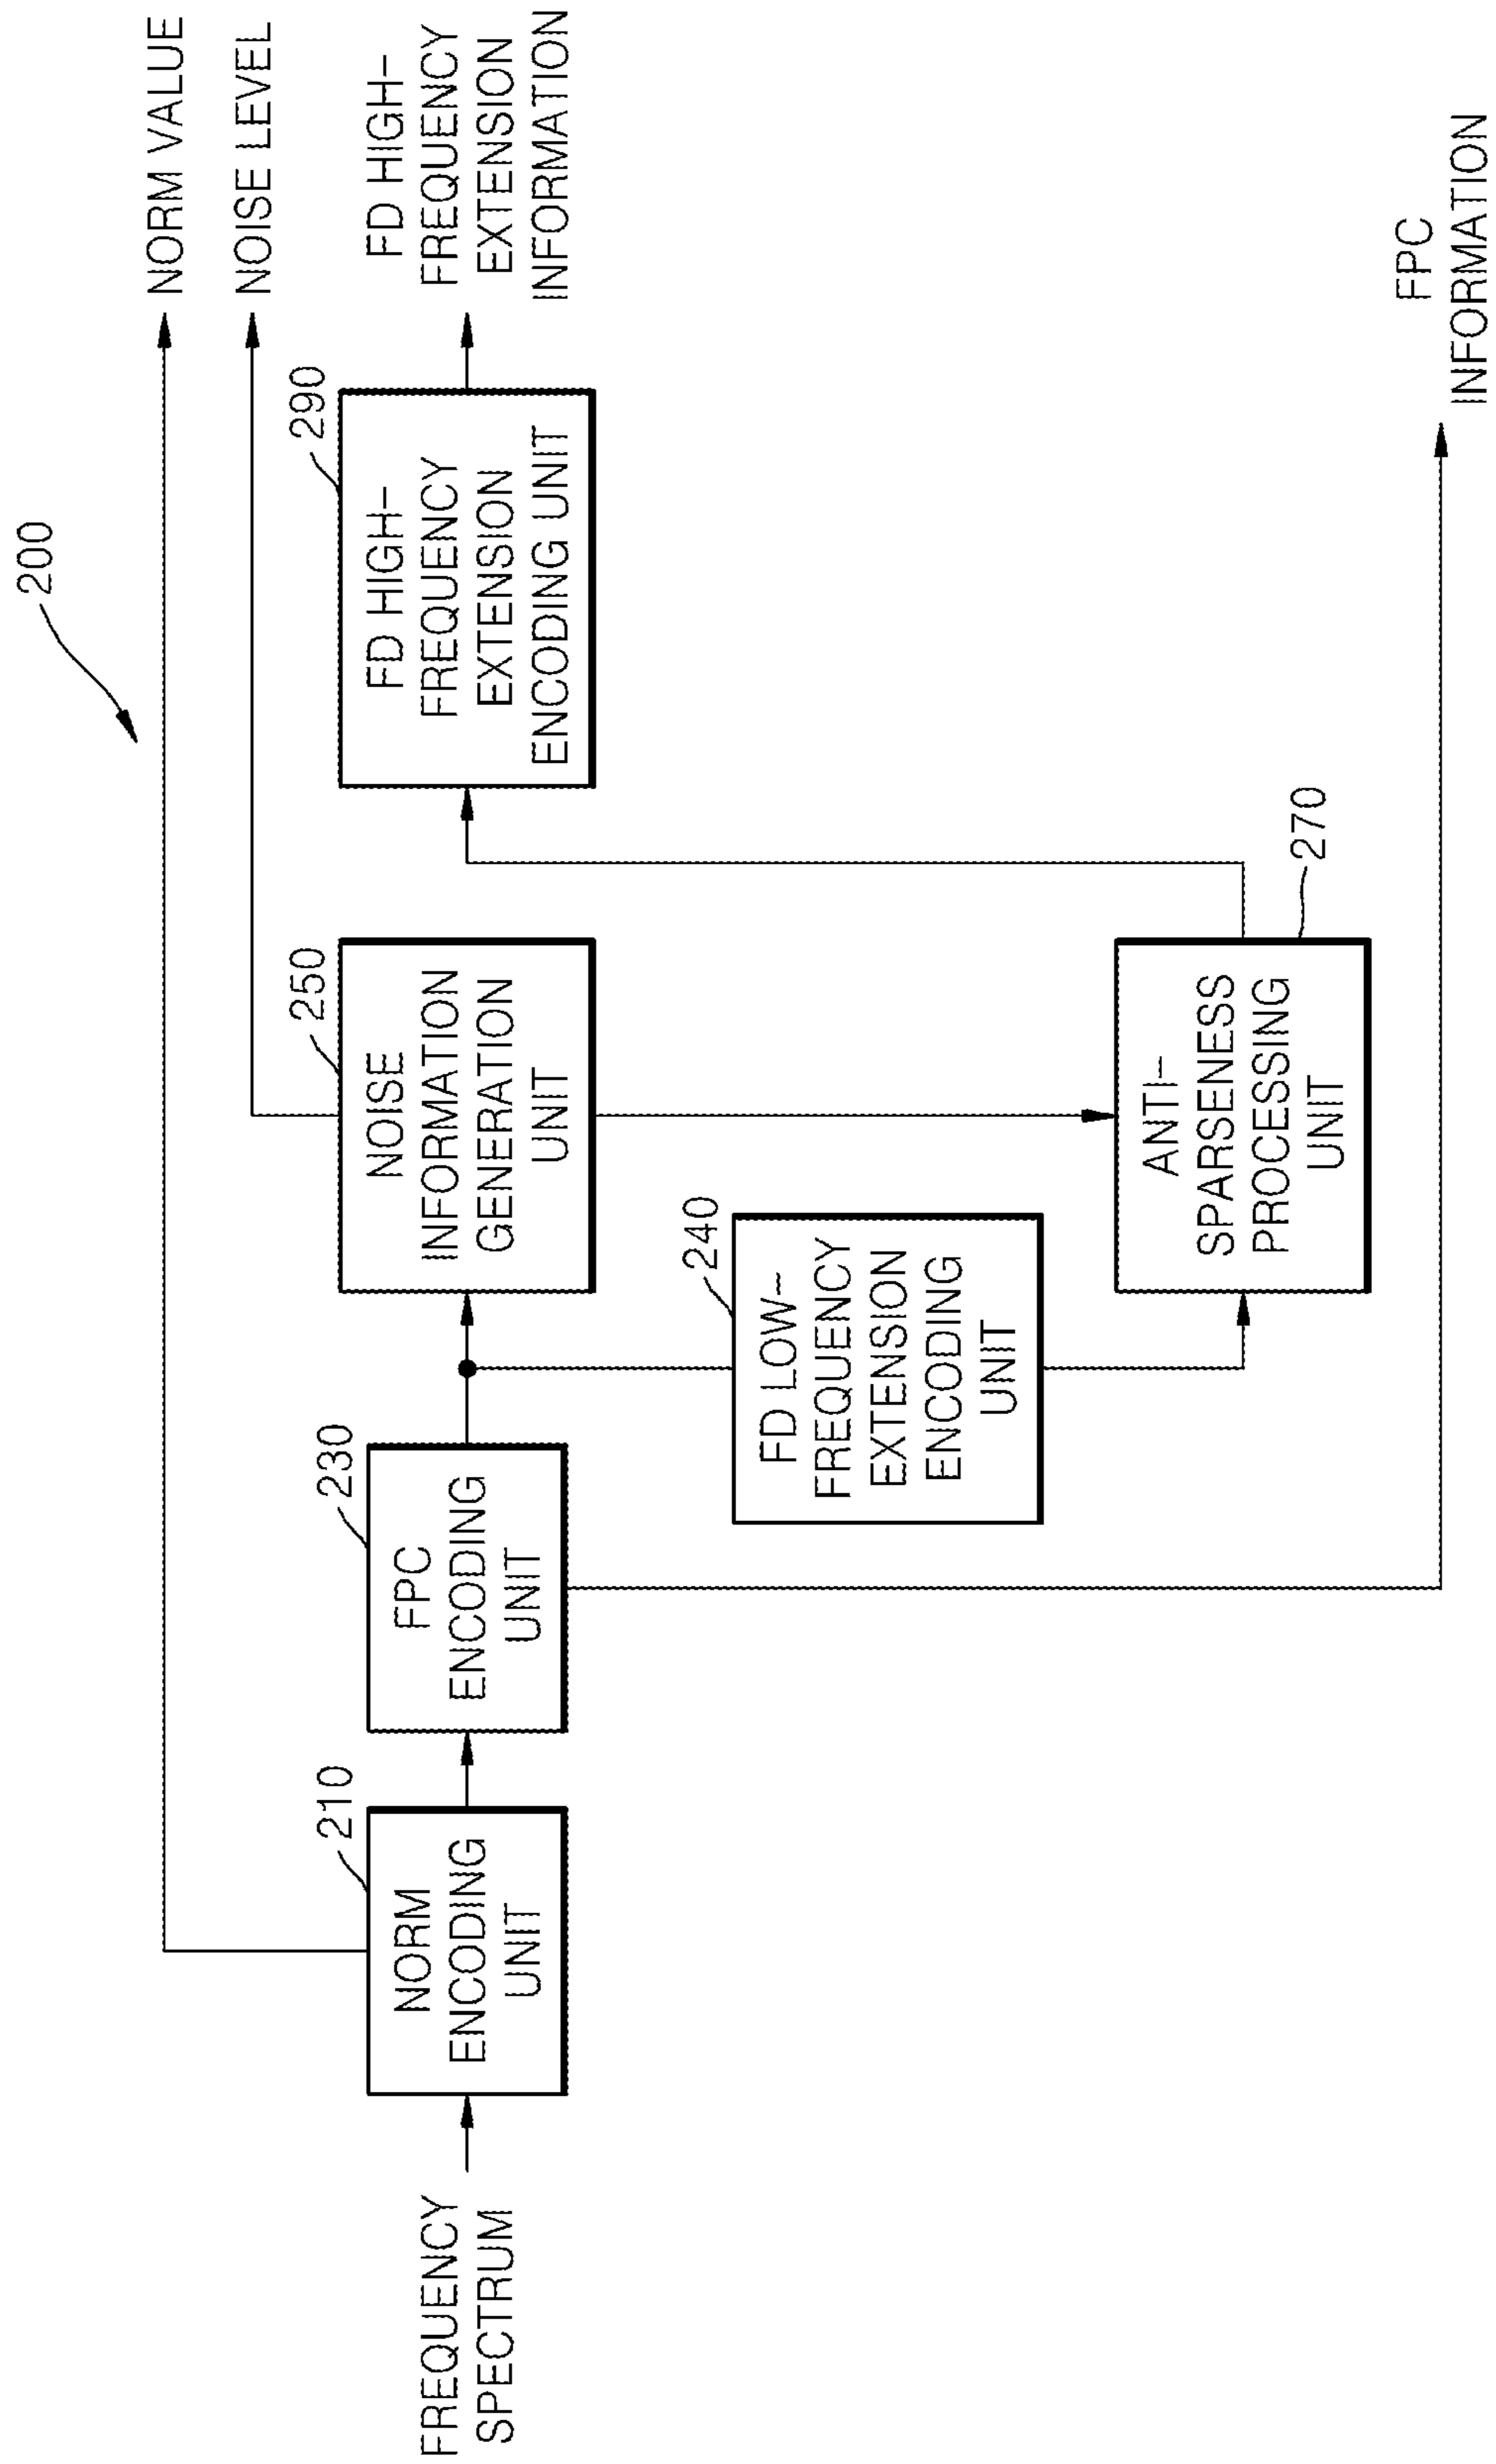 200
NORM VALUE
NOISE LEVEL
FREQUENCY
SPECTRUM
210
NORM
ENCODING
UNIT
230
FPC
ENCODING
UNIT
250
NOISE
INFORMATION
GENERATION
UNIT
290
FD HIGH-
FREQUENCY
EXTENSION
ENCODING UNIT
FD HIGH-
FREQUENCY
EXTENSION
INFORMATION
240
FD LOW-
FREQUENCY
EXTENSION
ENCODING
UNIT
ANTI-
SPARSENESS
PROCESSING
UNIT
270
FPC
INFORMATION